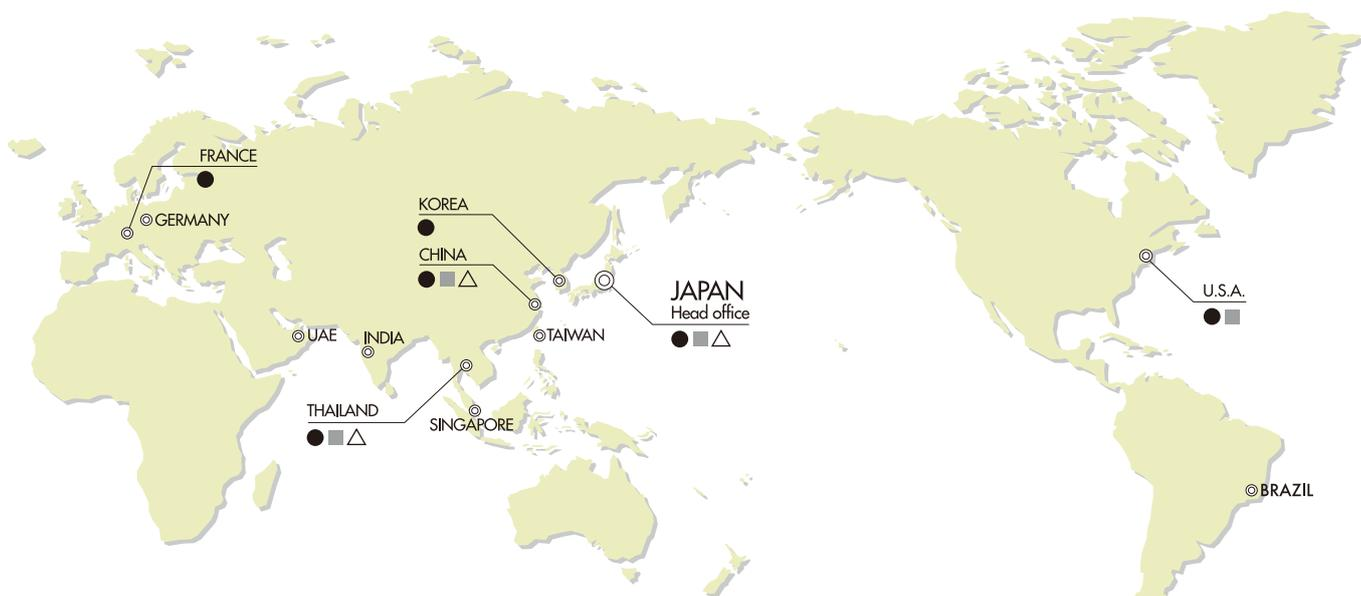 FRANCE
GERMANY
KOREA
CHINA
JAPAN
Head office
U.S.A.
UAE
INDIA
TAIWAN
THAILAND
SINGAPORE
BRAZIL